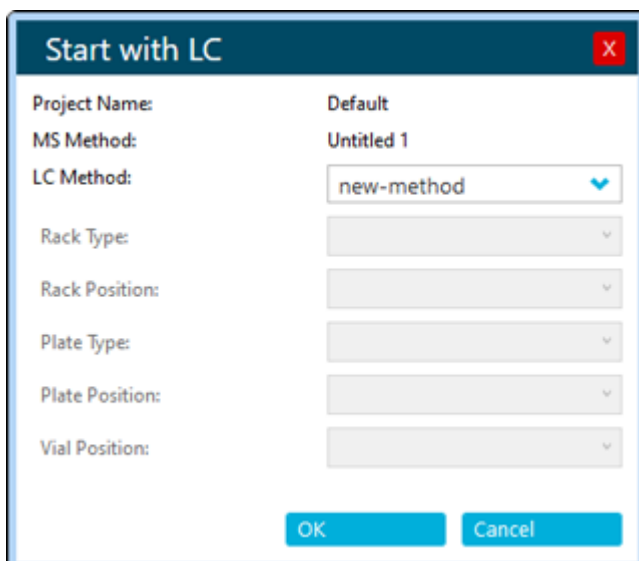 Start with LC
X
Project Name: Default
MS Method: Untitled 1
LC Method: new-method
Rack Type:
Rack Position:
Plate Type:
Plate Position:
Vial Position:
OK Cancel